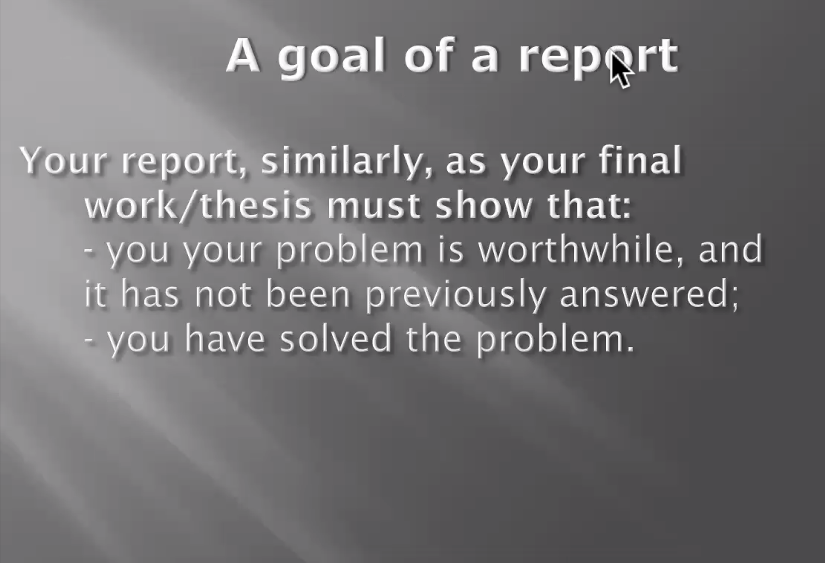 A goal of a report
Your report, similarly, as your final
work/thesis must show that:
- you your problem is worthwhile, and
it has not been previously answered;
- you have solved the problem.